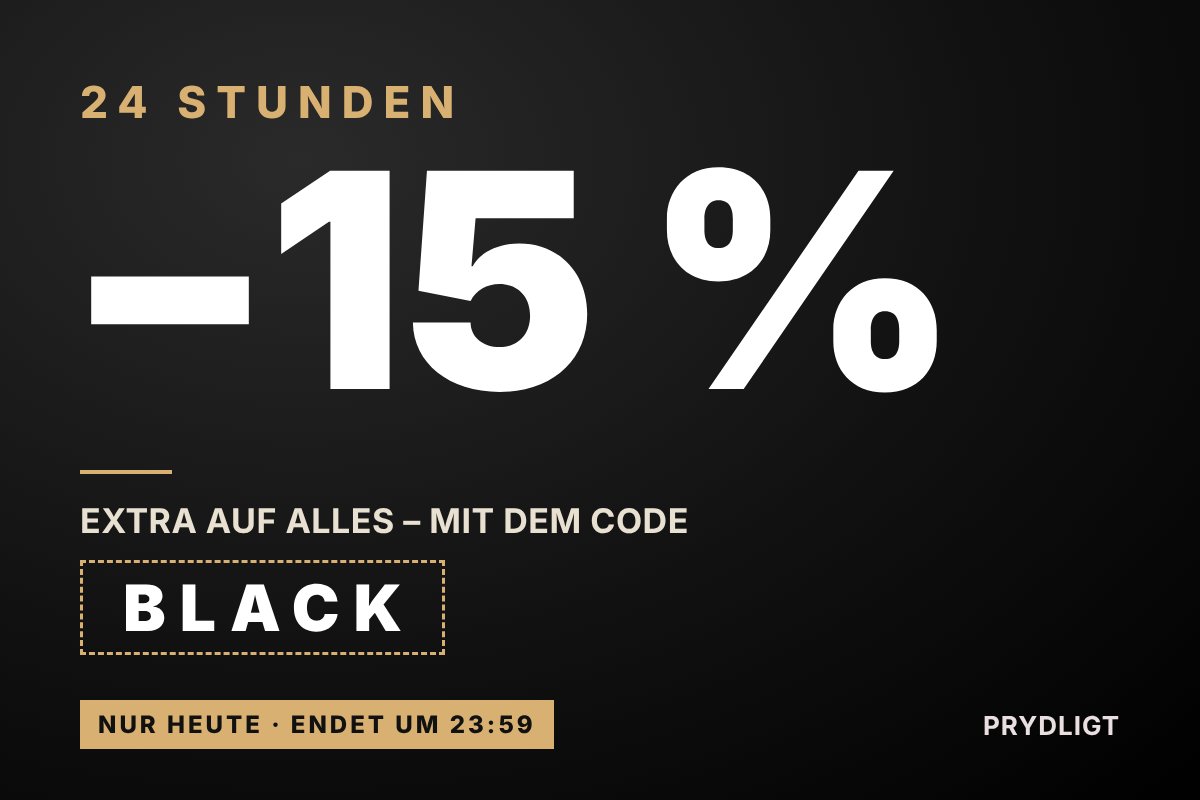 24 STUNDEN
–15 %
EXTRA AUF ALLES – MIT DEM CODE
BLACK
NUR HEUTE · ENDET UM 23:59
PRYDLIGT